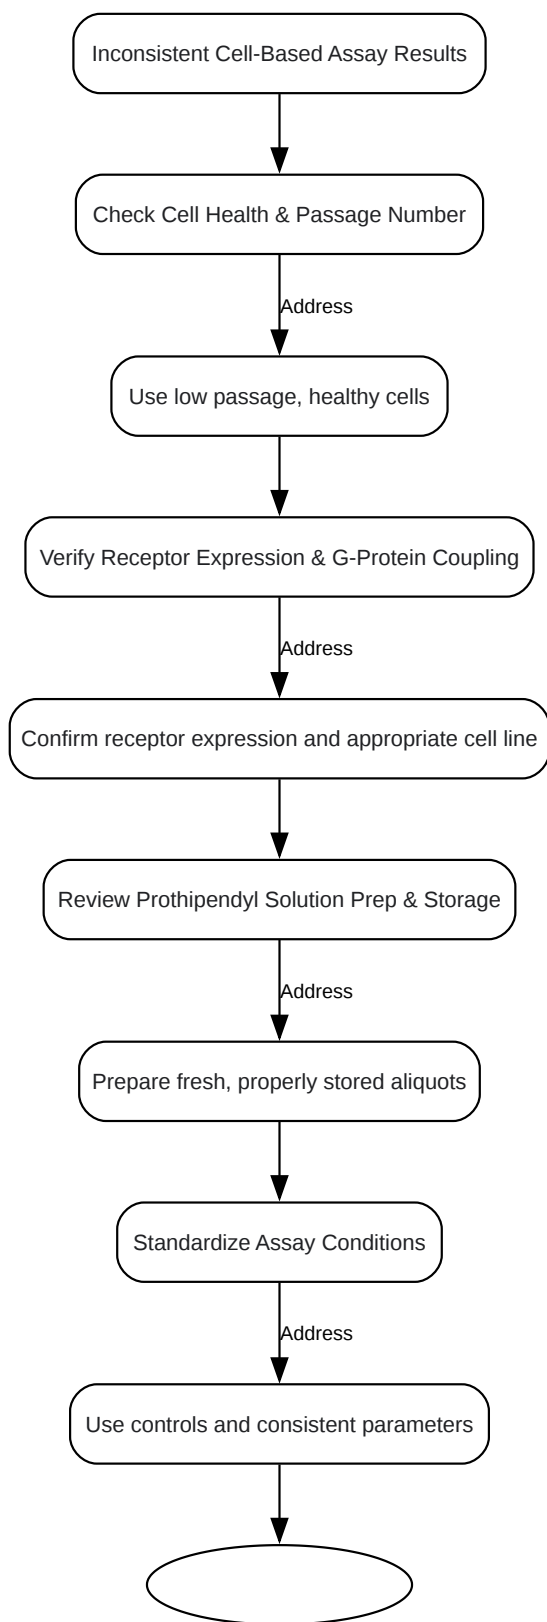 Inconsistent Cell-Based Assay Results
Check Cell Health & Passage Number
Address
Use low passage, healthy cells
Verify Receptor Expression & G-Protein Coupling
Address
Confirm receptor expression and appropriate cell line
Review Prothipendyl Solution Prep & Storage
Address
Prepare fresh, properly stored aliquots
Standardize Assay Conditions
Address
Use controls and consistent parameters